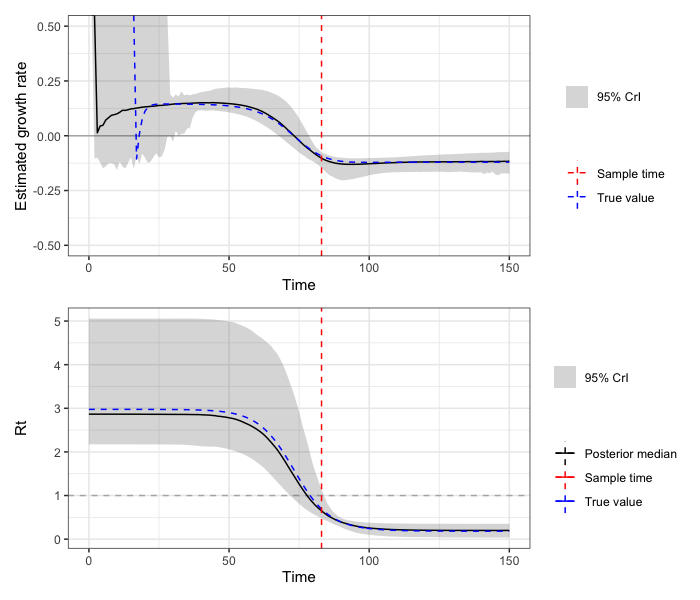 Estimated growth rate
0.50
0.25
0.00
-0.25
-0.50
0 50 100 150
Time
95% CrI
Sample time
True value
Rt
5
4
3
2
1
0
0 50 100 150
Time
95% CrI
Posterior median
Sample time
True value